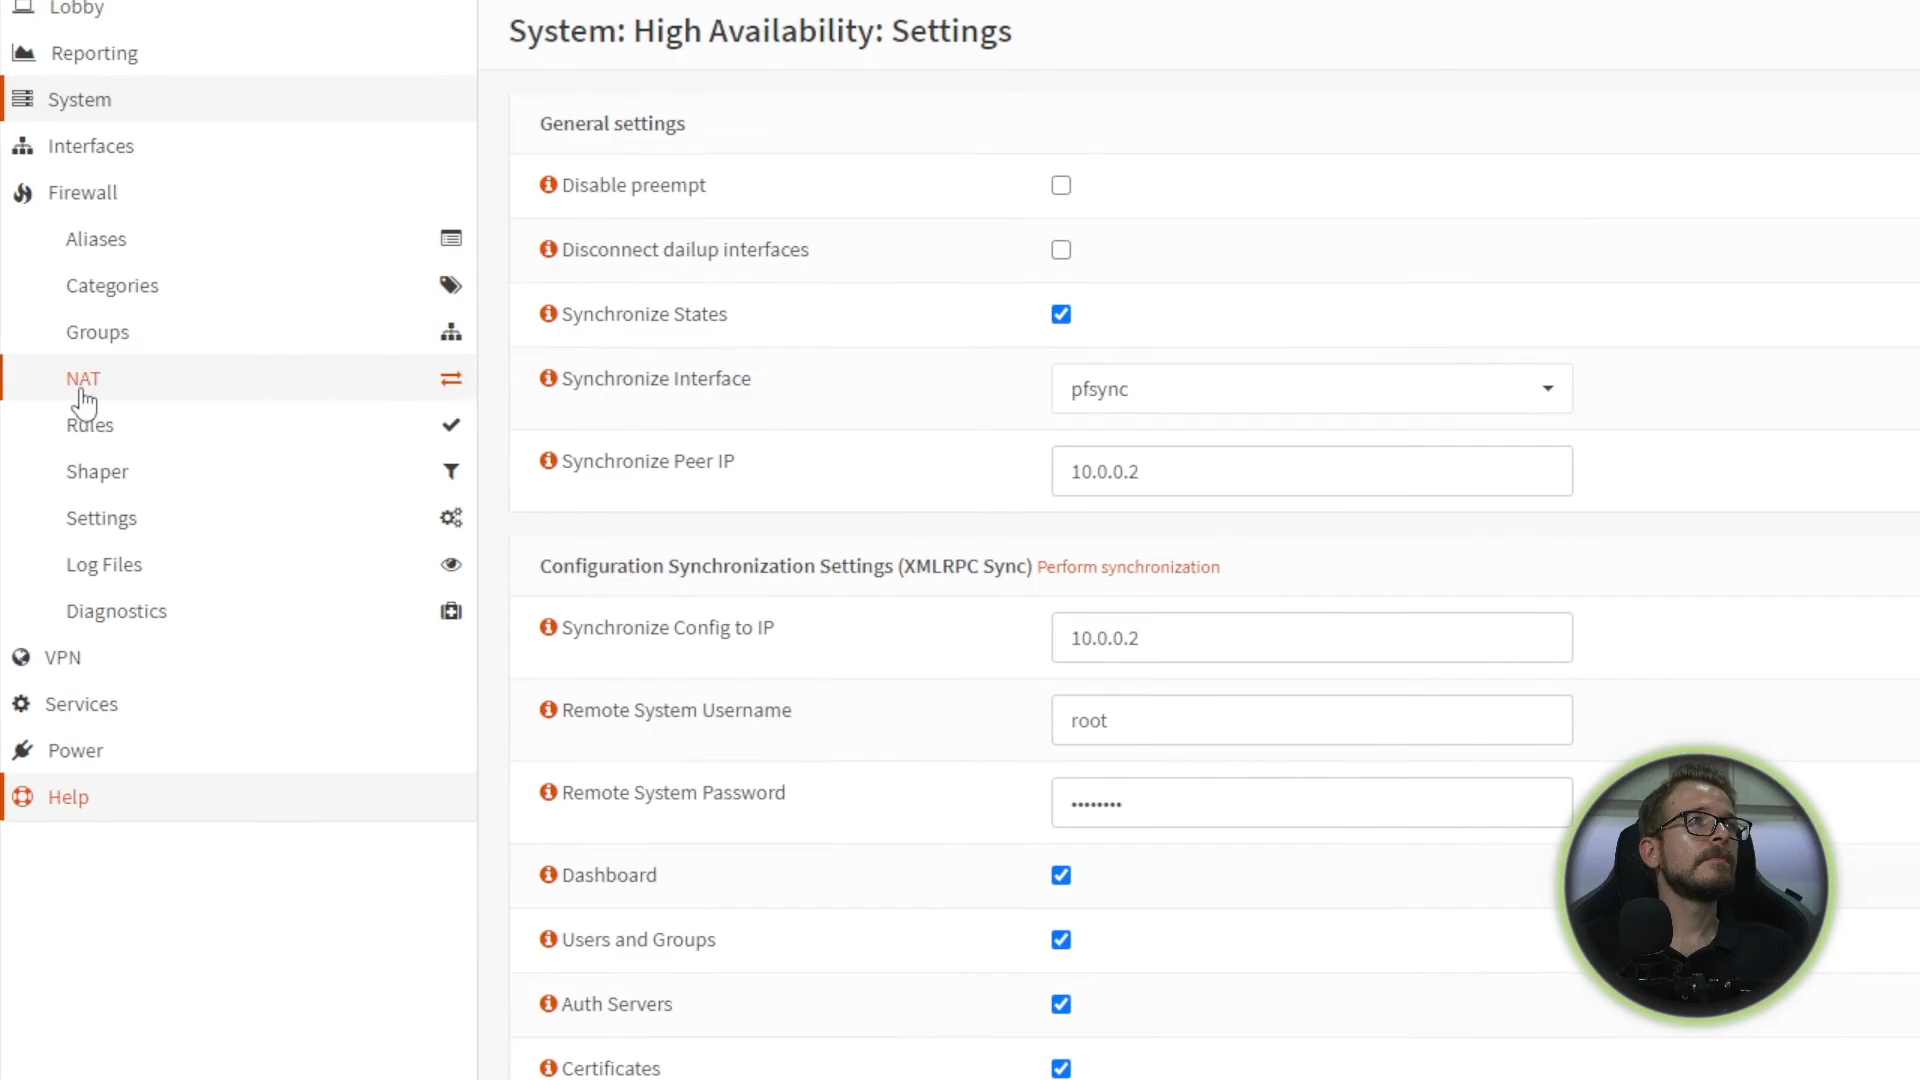 Lobby
Reporting
System
Interfaces
Firewall
Aliases
Categories
Groups
NAT
Rules
Shaper
Settings
Log Files
Diagnostics
VPN
Services
Power
Help
System: High Availability: Settings
General settings
Disable preempt
Disconnect dailup interfaces
Synchronize States
Synchronize Interface
pfsync
Synchronize Peer IP
10.0.0.2
Configuration Synchronization Settings (XMLRPC Sync) Perform synchronization
Synchronize Config to IP
10.0.0.2
Remote System Username
root
Remote System Password
••••••••
Dashboard
Users and Groups
Auth Servers
Certificates